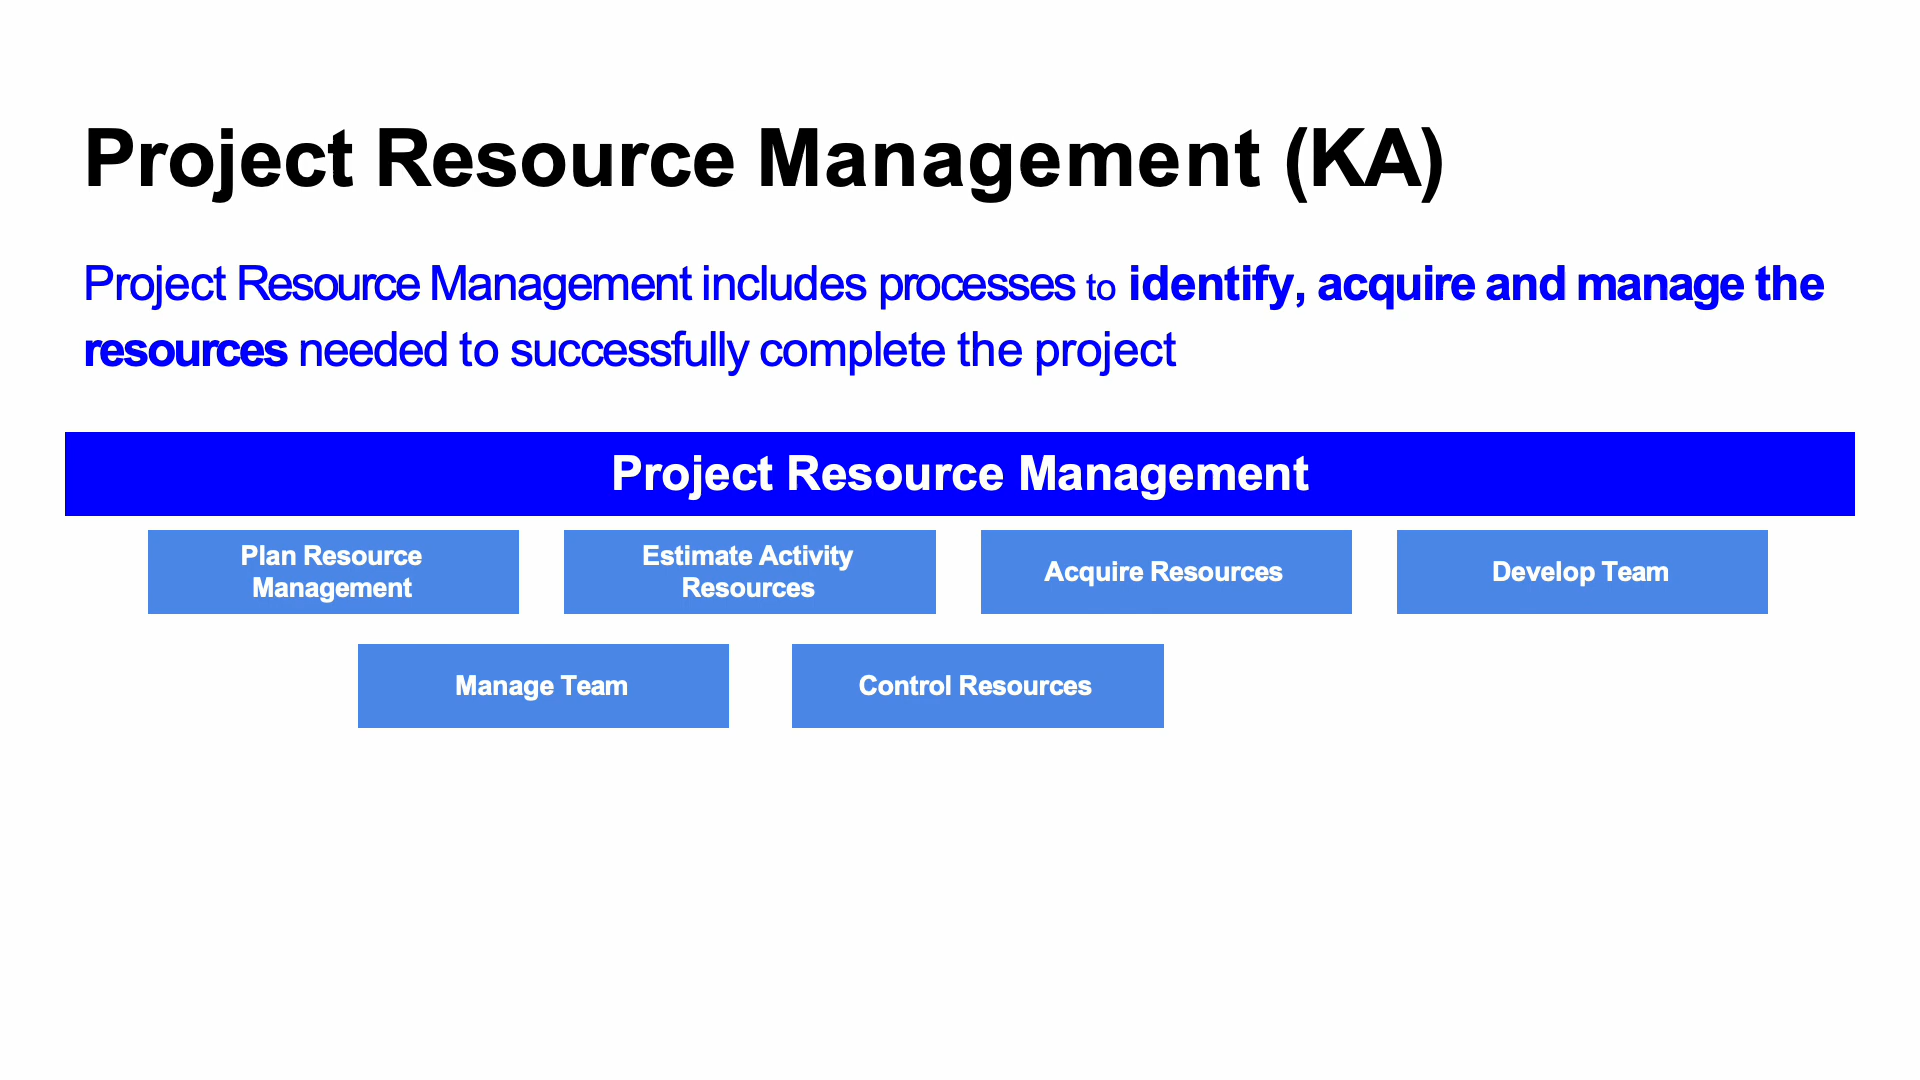 Project Resource Management (KA)
Project Resource Management includes processes to identify, acquire and manage the
resources needed to successfully complete the project
Project Resource Management
Plan Resource
Management
Estimate Activity
Resources
Acquire Resources
Develop Team
Manage Team
Control Resources